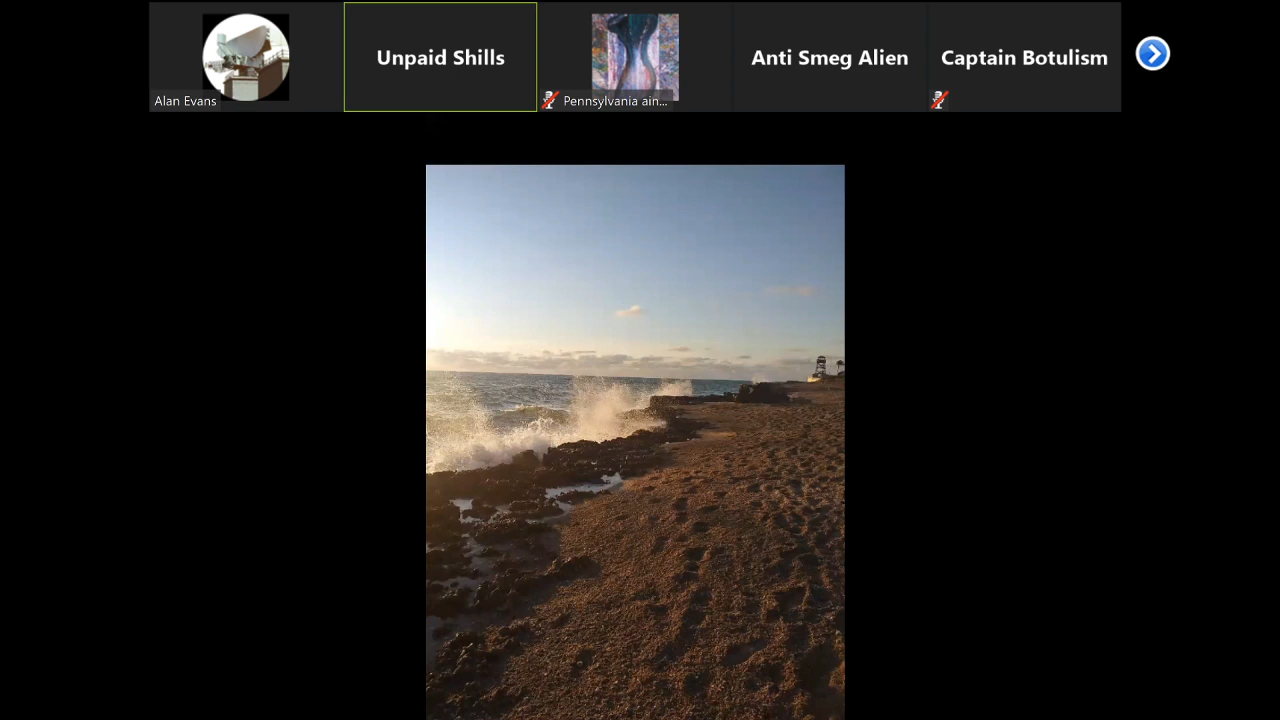 Unpaid Shills
Anti Smeg Alien
Captain Botulism
Alan Evans
Pennsylvania ain...